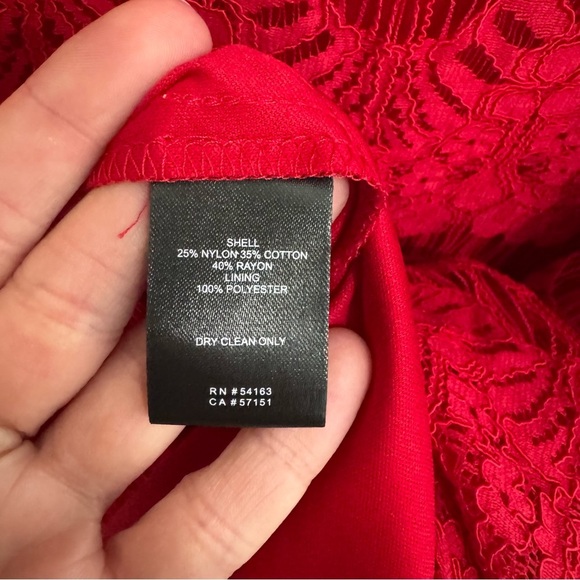 SHELL
25% NYLON 35% COTTON
40% RAYON
LINING
100% POLYESTER
DRY CLEAN ONLY
RN #54163
CA #57151